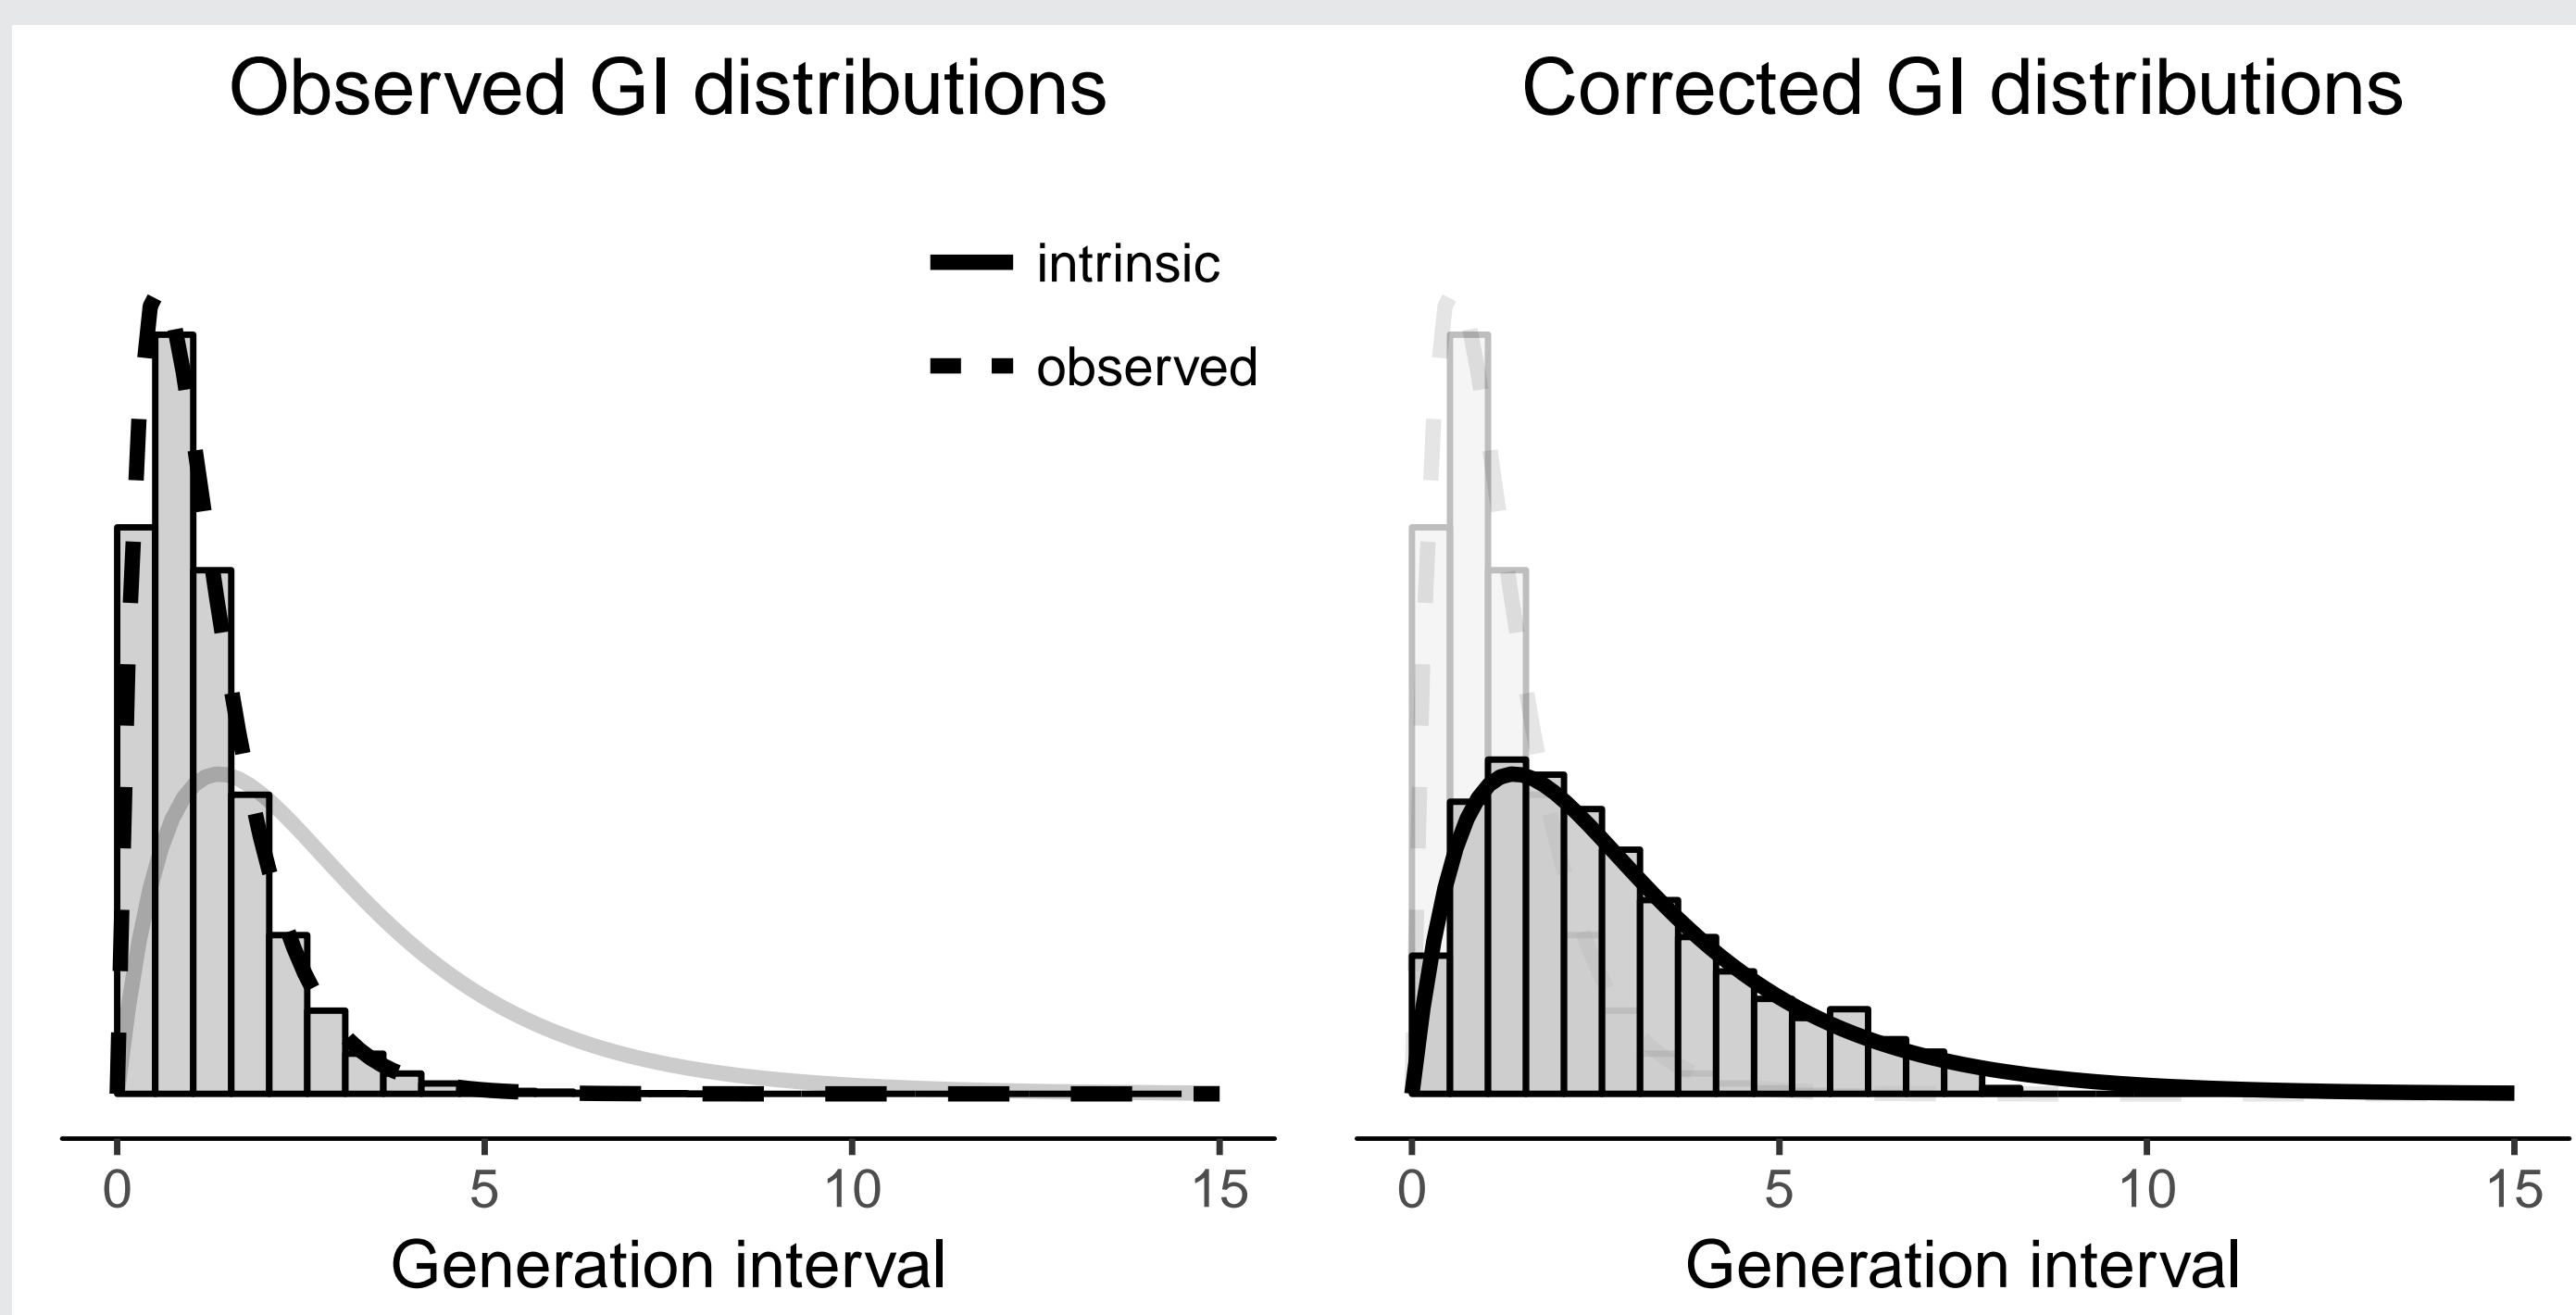 Observed GI distributions
intrinsic
observed
0 5 10 15
Generation interval
Corrected GI distributions
0 5 10 15
Generation interval